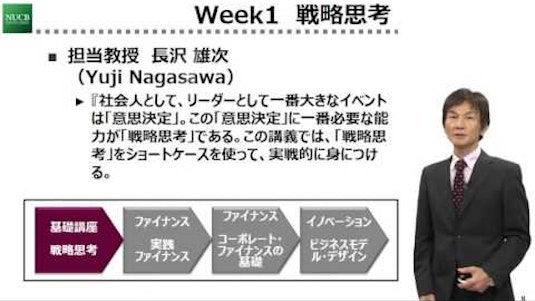 NUCB
Week1 戦略思考
■ 担当教授 長沢 雄次
（Yuji Nagasawa）
▶『社会人として、リーダーとして一番大きなイベント
は「意思決定」。この「意思決定」に一番必要な能
力が「戦略思考」である。この講義では、「戦略思
考」をショートケースを使って、実戦的に身につけ
る。
基礎講座
戦略思考
ファイナンス
実践
ファイナンス
ファイナンス
コーポレート・
ファイナンスの
基礎
イノベーション
ビジネスモデ
ル・デザイン